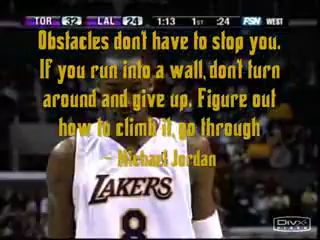 TOR 32 LAL 24 1:13 1ST :24 FSN WEST
Obstacles don't have to stop you.
If you run into a wall, don't turn
around and give up. Figure out
how to climb it, go through
~ Michael Jordan
LAKERS
8
DivX
VIDEO